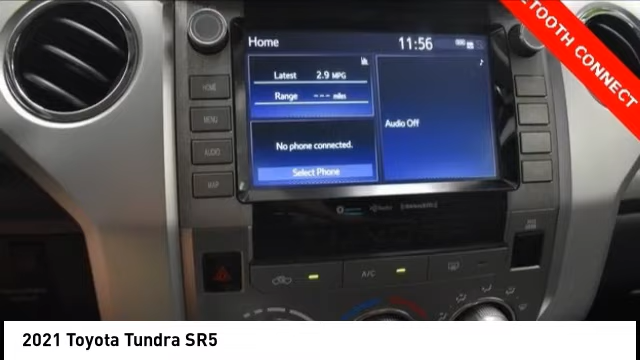 BLUETOOTH CONNECT
Home
11:56
Latest 2.9 MPG
Range --- miles
Audio Off
No phone connected.
Select Phone
HOME
MENU
AUDIO
MAP
A/C
2021 Toyota Tundra SR5